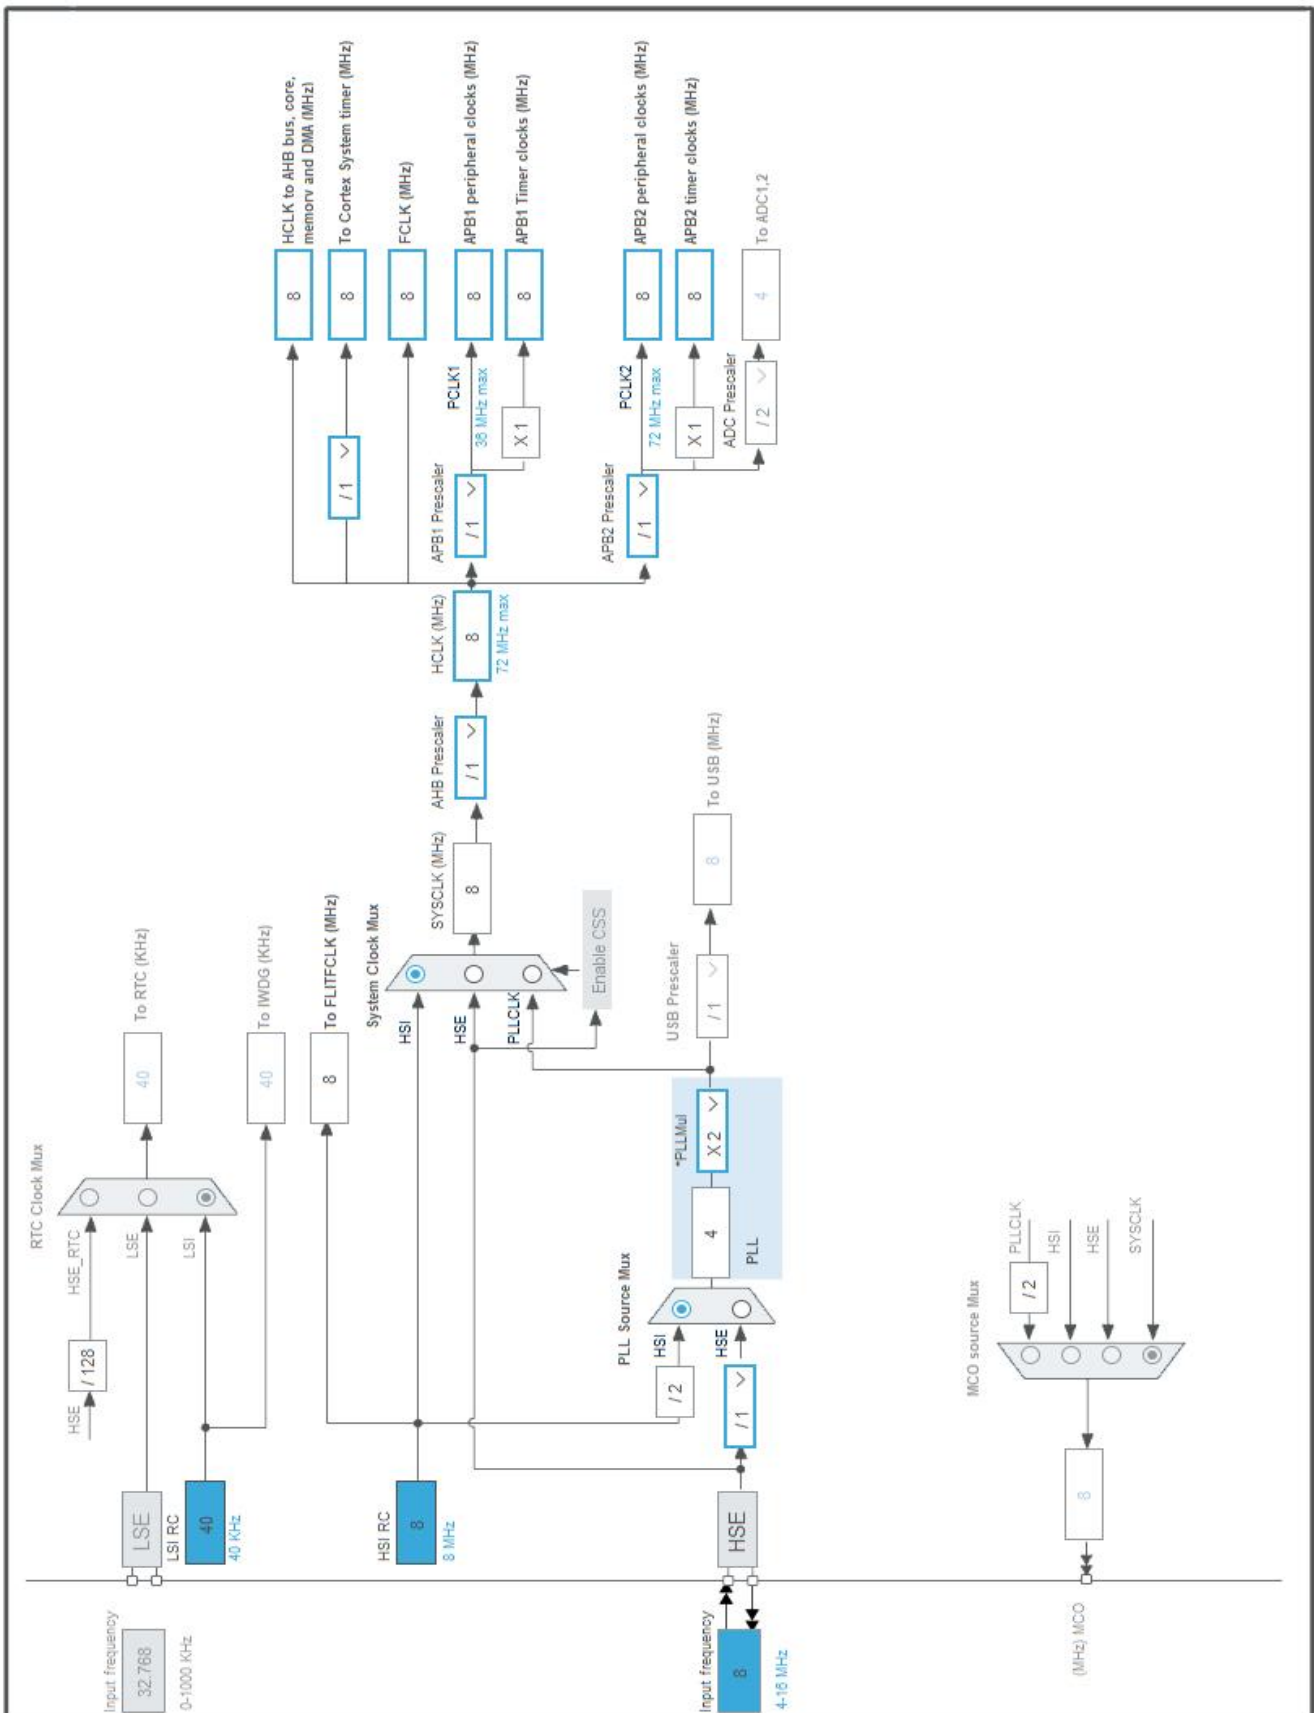 Input frequency
32.768
0-1000 KHz
LSE
LSI RC
40
40 KHz
HSE
/ 128
HSE_RTC
LSE
LSI
RTC Clock Mux
40
To RTC (KHz)
40
To IWDG (KHz)
8
To FLITFCLK (MHz)
HSI RC
8
8 MHz
System Clock Mux
HSI
HSE
PLLCLK
Enable CSS
SYSCLK (MHz)
8
AHB Prescaler
/ 1
HCLK (MHz)
8
72 MHz max
8
HCLK to AHB bus, core,
memory and DMA (MHz)
/ 1
8
To Cortex System timer (MHz)
8
FCLK (MHz)
APB1 Prescaler
/ 1
PCLK1
36 MHz max
8
APB1 peripheral clocks (MHz)
X 1
8
APB1 Timer clocks (MHz)
APB2 Prescaler
/ 1
PCLK2
72 MHz max
8
APB2 peripheral clocks (MHz)
X 1
8
APB2 timer clocks (MHz)
ADC Prescaler
/ 2
4
To ADC1,2
Input frequency
8
4-16 MHz
HSE
PLL Source Mux
/ 2
HSI
/ 1
HSE
4
*PLLMul
X 2
PLL
USB Prescaler
/ 1
8
To USB (MHz)
MCO source Mux
(MHz) MCO
8
/ 2
PLLCLK
HSI
HSE
SYSCLK